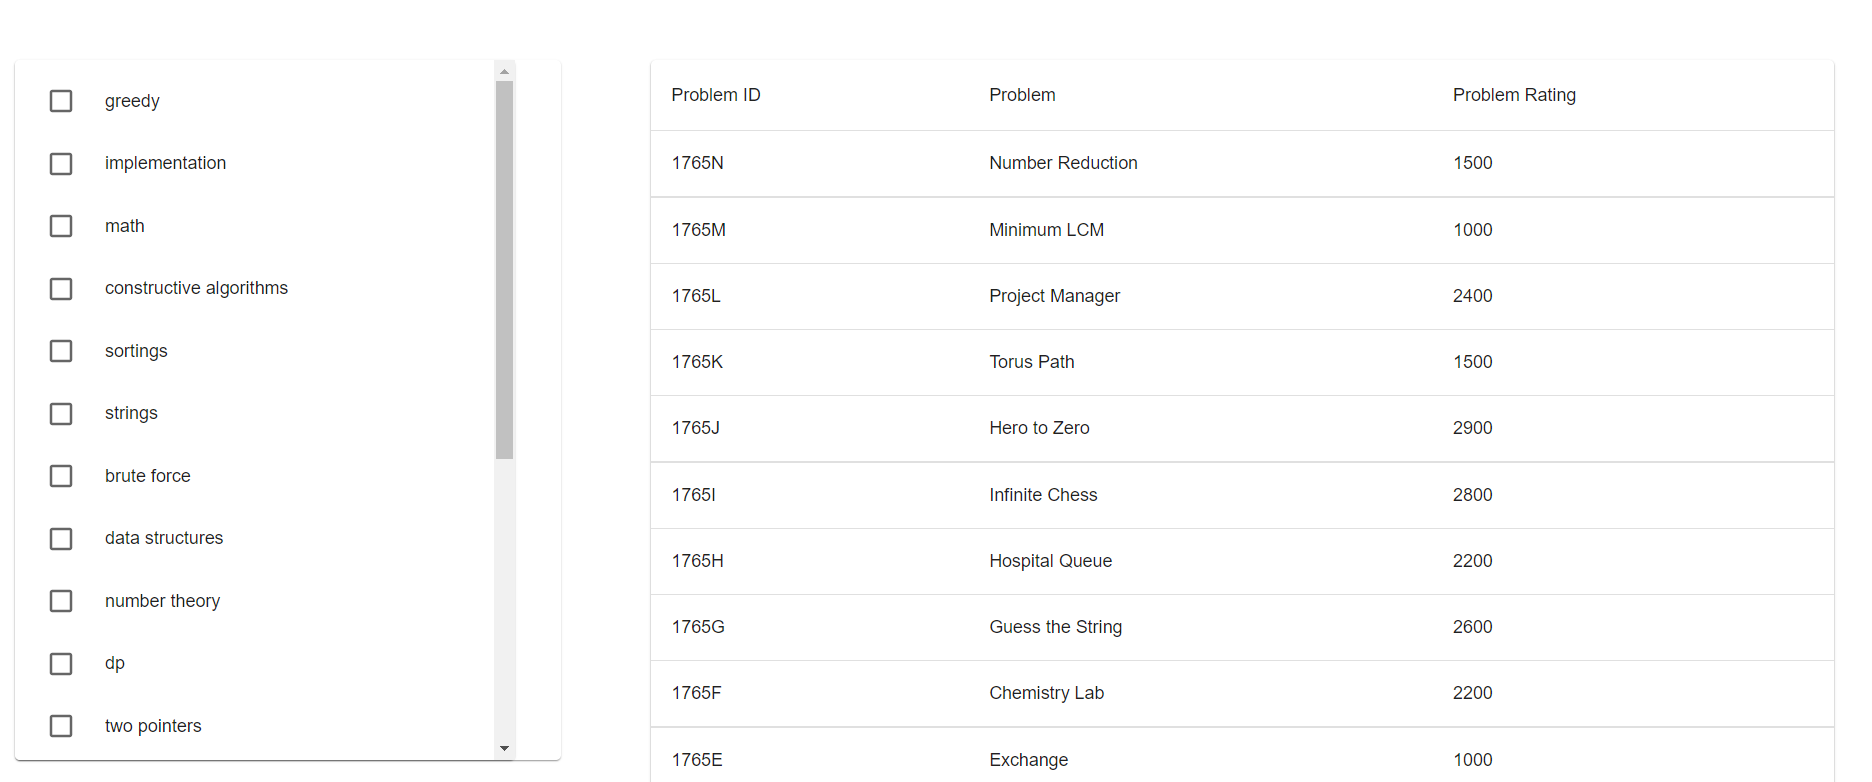 greedy
implementation
math
constructive algorithms
sortings
strings
brute force
data structures
number theory
dp
two pointers
Problem ID Problem Problem Rating
1765N Number Reduction 1500
1765M Minimum LCM 1000
1765L Project Manager 2400
1765K Torus Path 1500
1765J Hero to Zero 2900
1765I Infinite Chess 2800
1765H Hospital Queue 2200
1765G Guess the String 2600
1765F Chemistry Lab 2200
1765E Exchange 1000